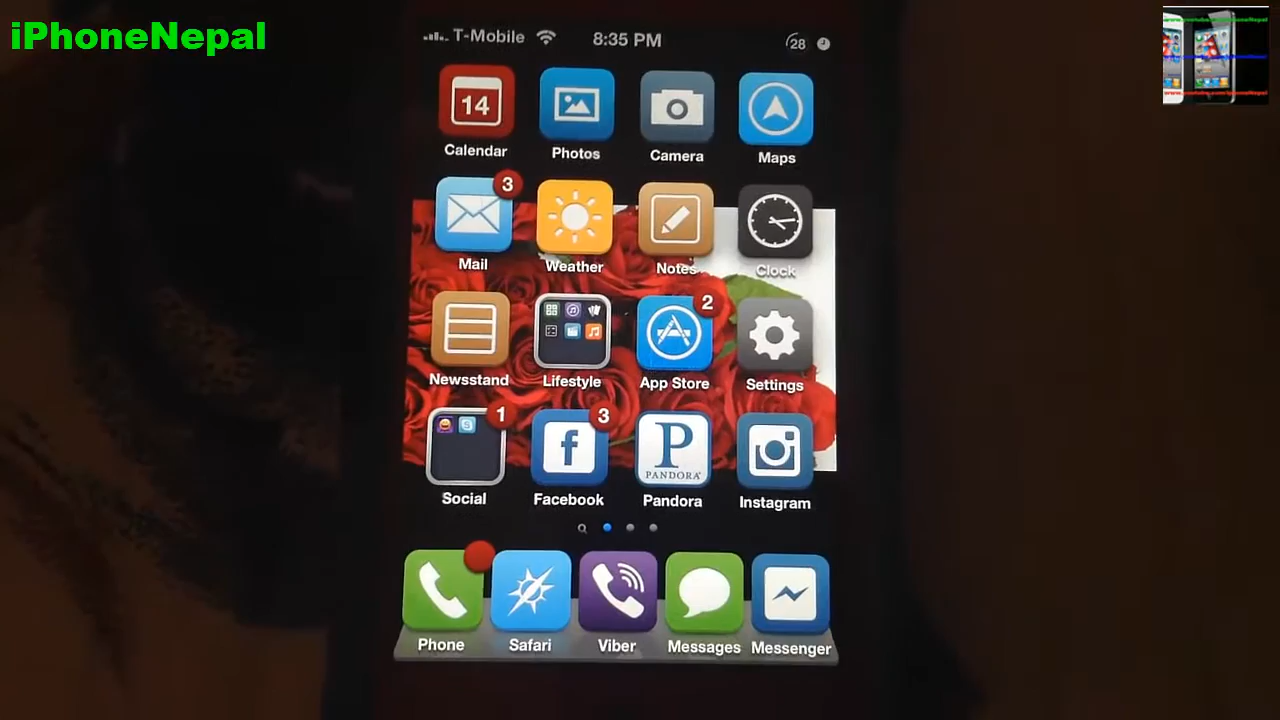 iPhoneNepal
T-Mobile 8:35 PM 28
14
Calendar Photos Camera Maps
3
Mail Weather Notes Clock
2
Newsstand Lifestyle App Store Settings
1 3
f P
PANDORA
Social Facebook Pandora Instagram
Phone Safari Viber Messages Messenger